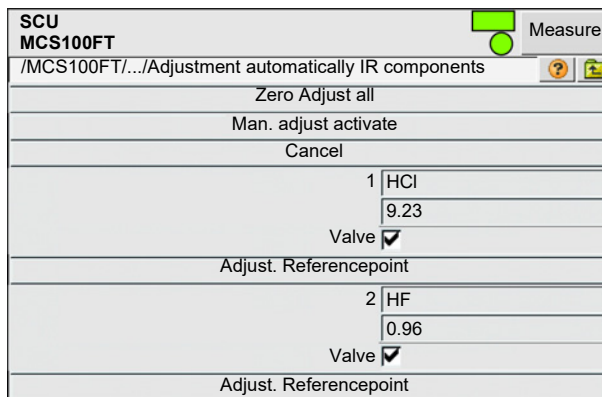 SCU
MCS100FT
Measure
/MCS100FT/.../Adjustment automatically IR components
?
Zero Adjust all
Man. adjust activate
Cancel
1 HCl
9.23
Valve
Adjust. Referencepoint
2 HF
0.96
Valve
Adjust. Referencepoint